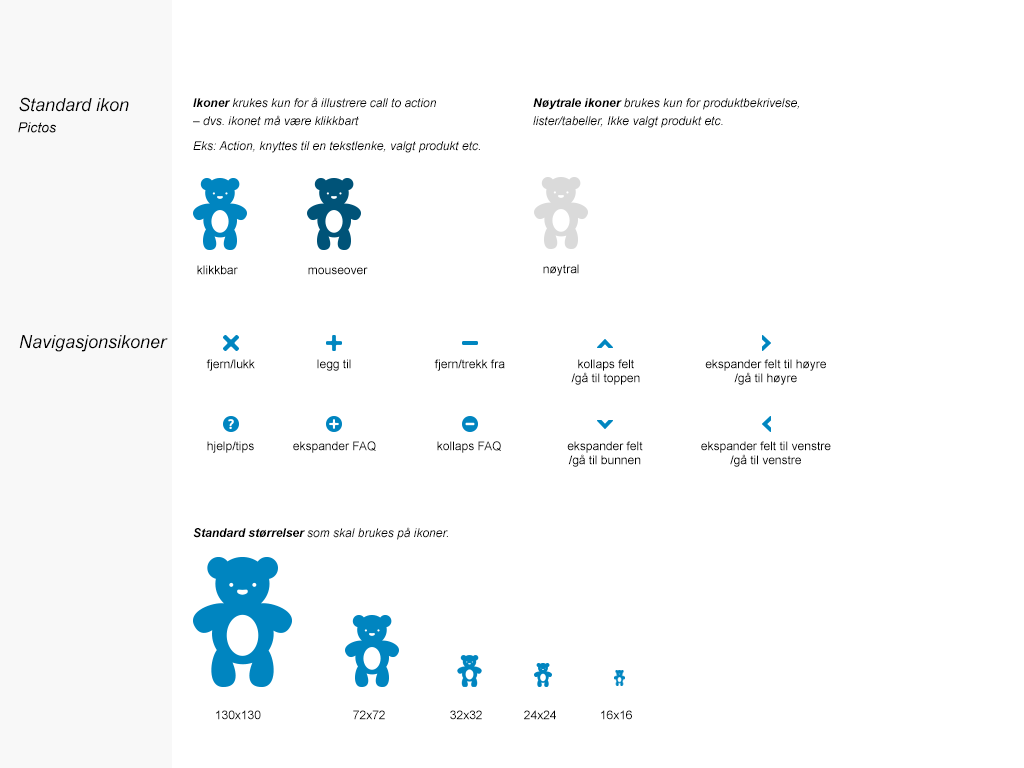 Standard ikon
Pictos
Ikoner krukes kun for å illustrere call to action
– dvs. ikonet må være klikkbart
Eks: Action, knyttes til en tekstlenke, valgt produkt etc.
Nøytrale ikoner brukes kun for produktbekrivelse,
lister/tabeller, Ikke valgt produkt etc.
klikkbar
mouseover
nøytral
Navigasjonsikoner
fjern/lukk
legg til
fjern/trekk fra
kollaps felt
/gå til toppen
ekspander felt til høyre
/gå til høyre
?
hjelp/tips
ekspander FAQ
kollaps FAQ
ekspander felt
/gå til bunnen
ekspander felt til venstre
/gå til venstre
Standard størrelser som skal brukes på ikoner.
130x130
72x72
32x32
24x24
16x16